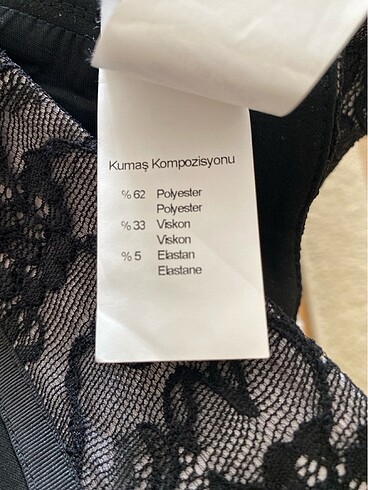 Kumaş Kompozisyonu
%62 Polyester
Polyester
%33 Viskon
Viskon
%5 Elastan
Elastane